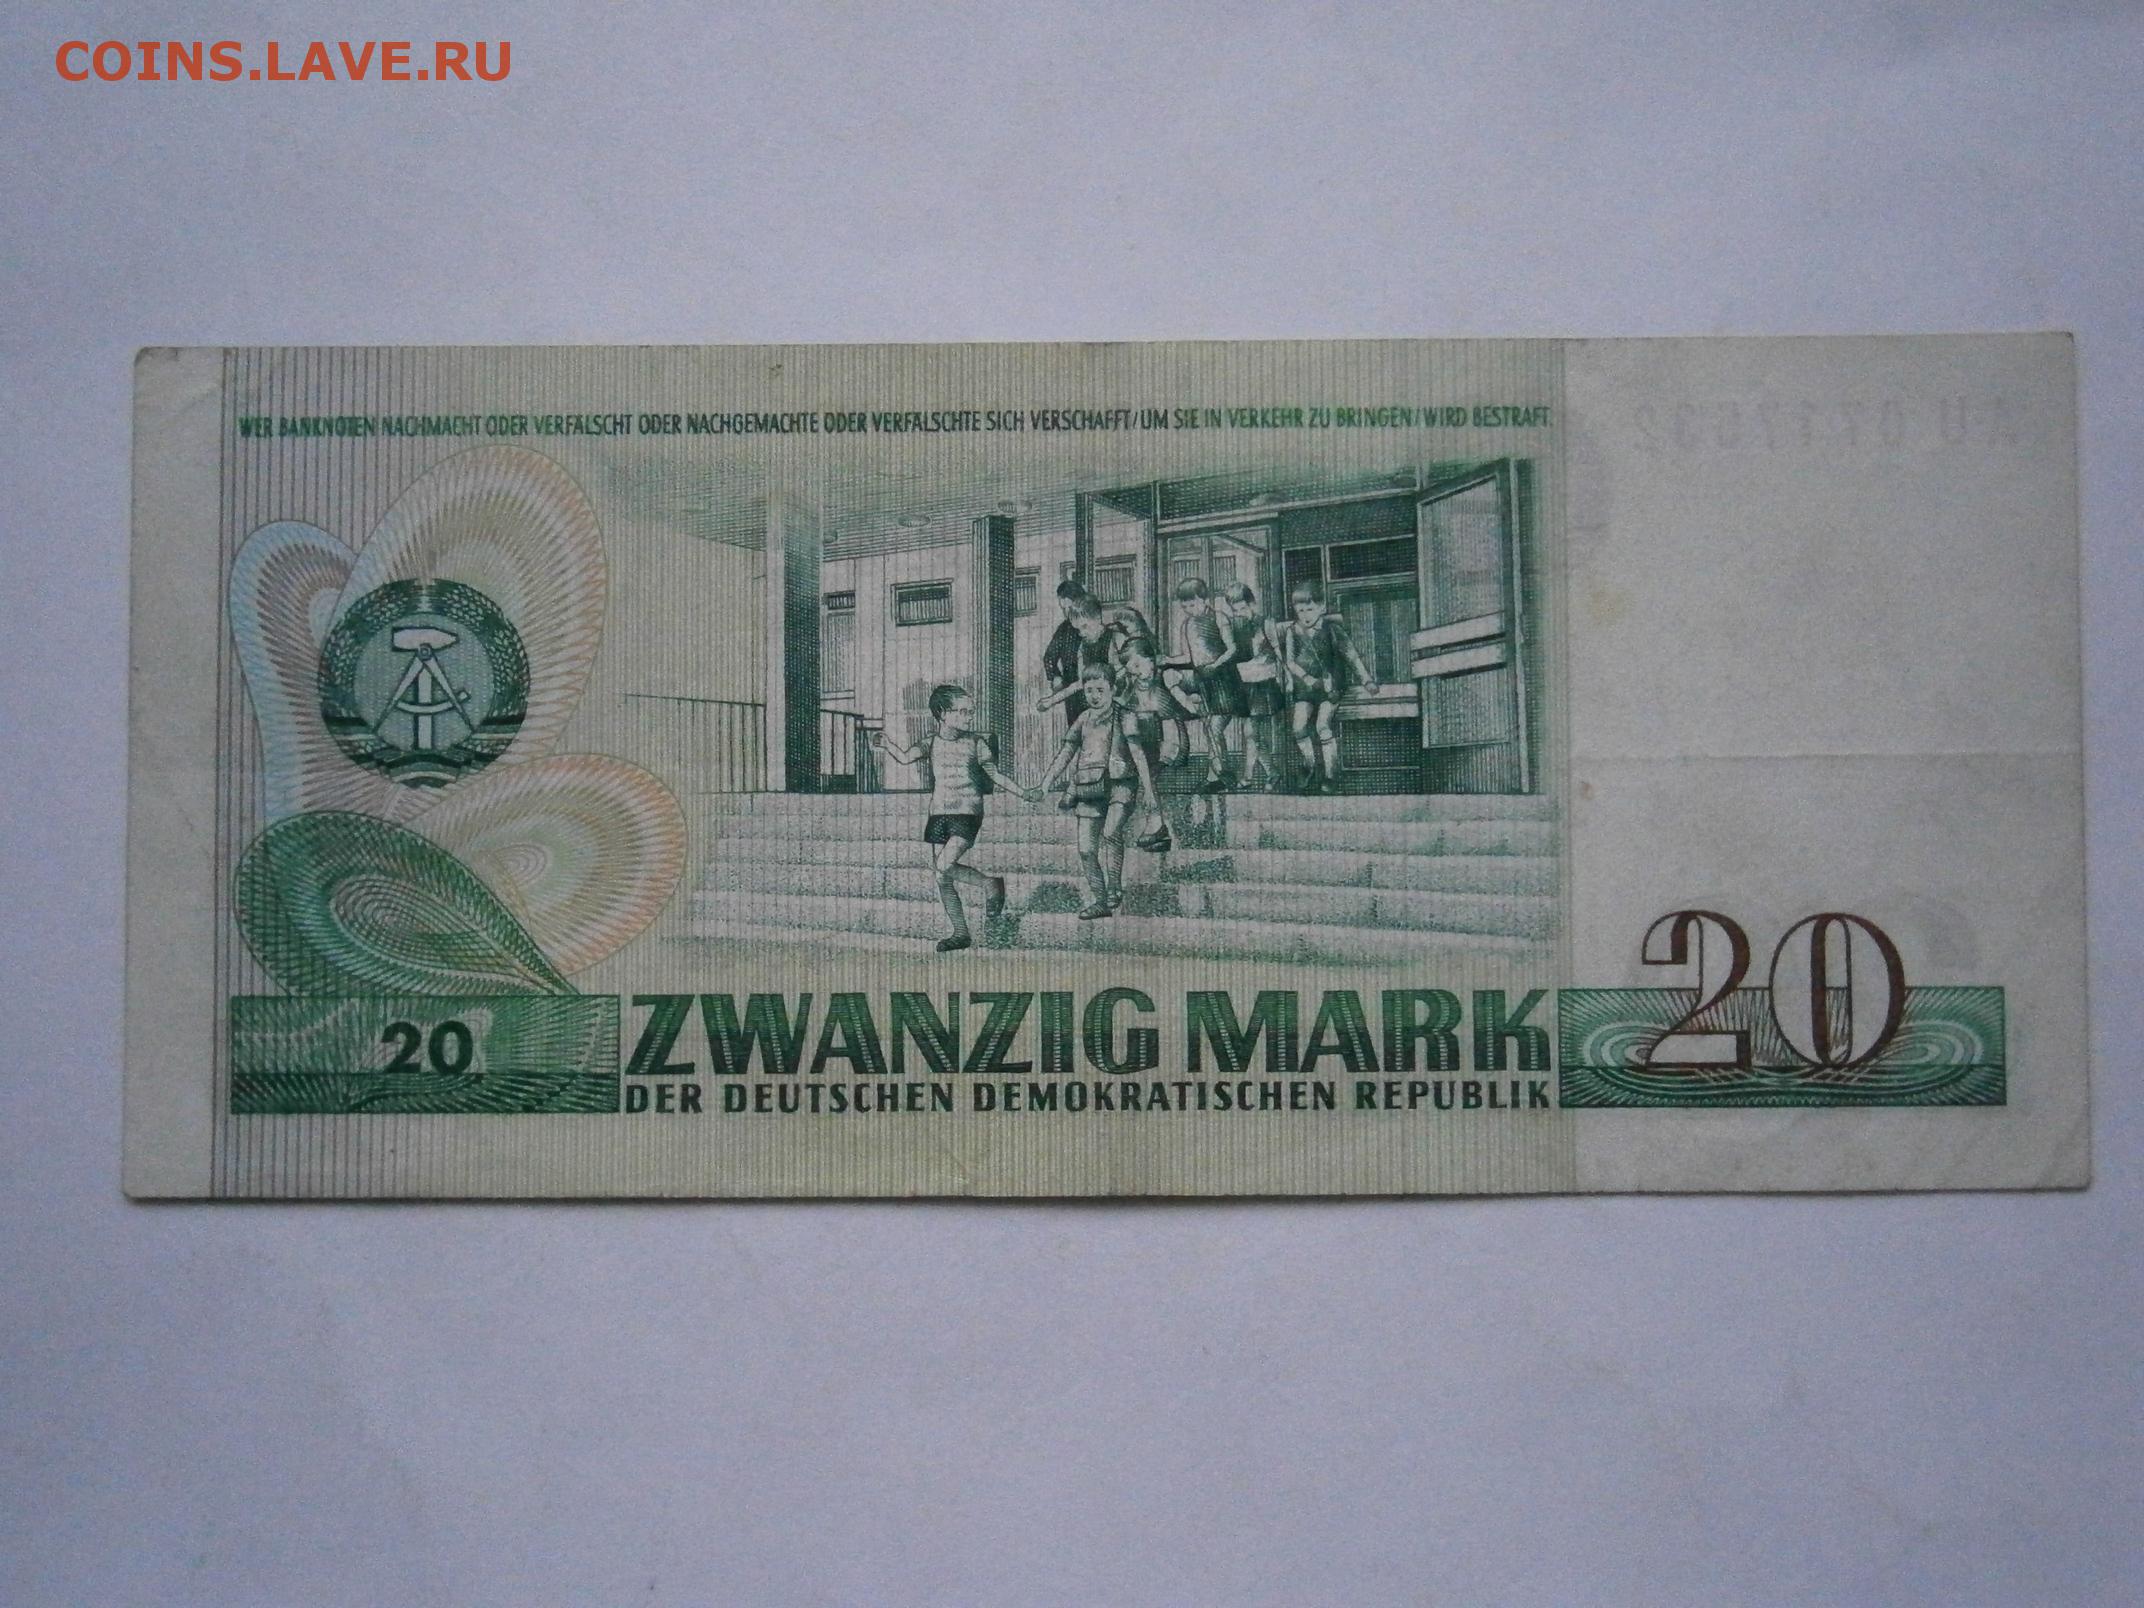 COINS.LAVE.RU
WER BANKNOTEN NACHMACHT ODER VERFÄLSCHT ODER NACHGEMACHTE ODER VERFÄLSCHTE SICH VERSCHAFFT/UM SIE IN VERKEHR ZU BRINGEN/WIRD BESTRAFT.
20
ZWANZIG MARK
DER DEUTSCHEN DEMOKRATISCHEN REPUBLIK
20